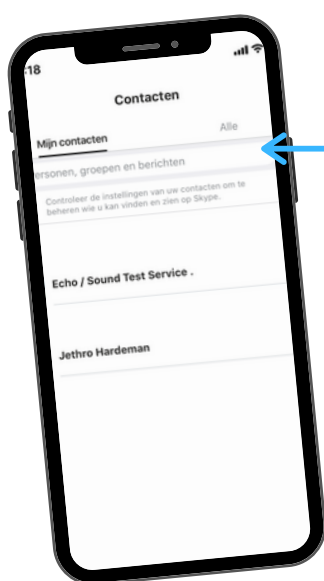 :18
Contacten
Mijn contacten
Alle
ersonen, groepen en berichten
Controleer de instellingen van uw contacten om te
beheren wie u kan vinden en zien op Skype.
Echo / Sound Test Service .
Jethro Hardeman